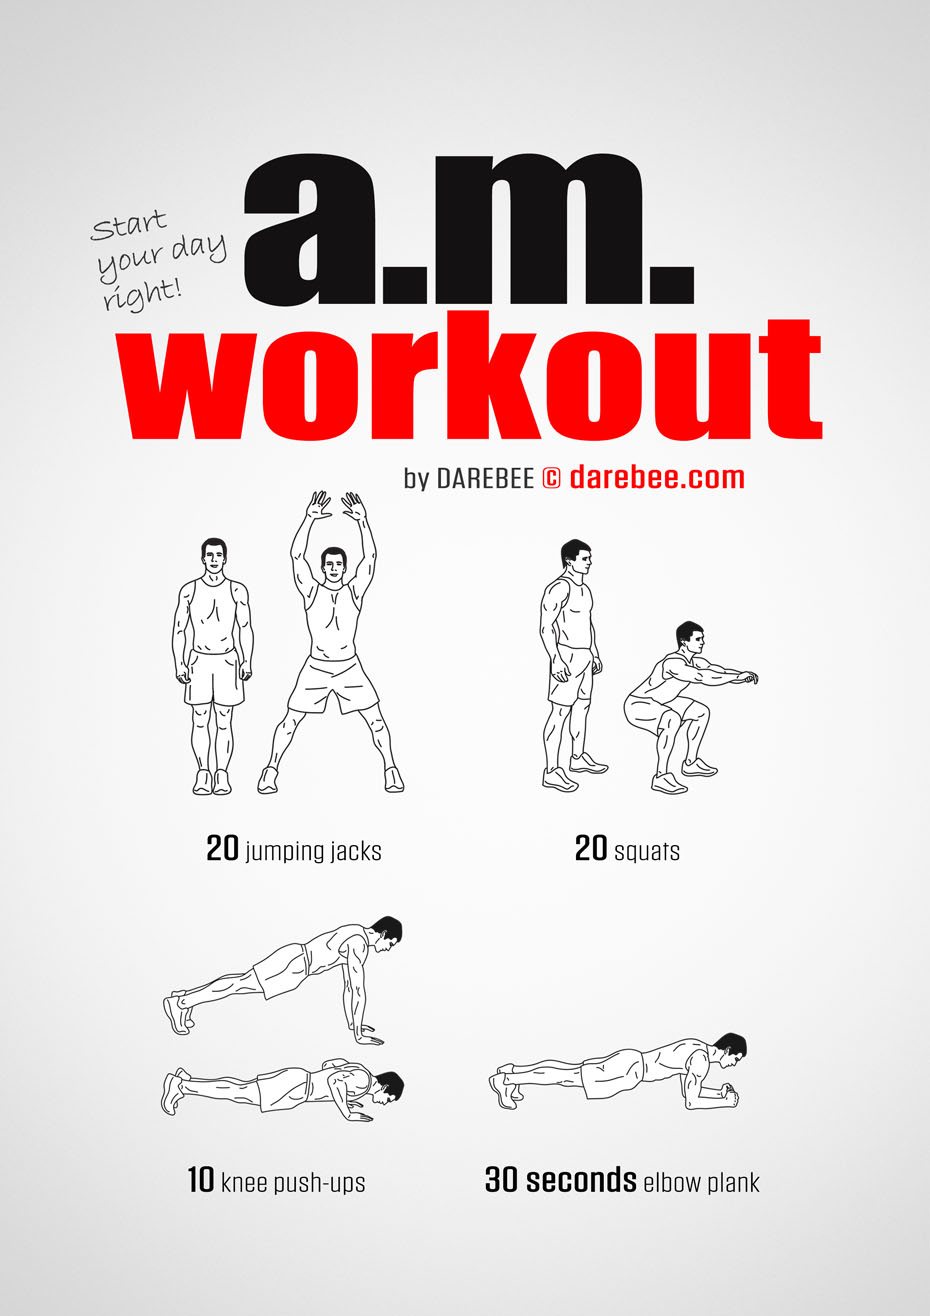 Start
your day
right!
a.m.
workout
by DAREBEE © darebee.com
20 jumping jacks
20 squats
10 knee push-ups
30 seconds elbow plank